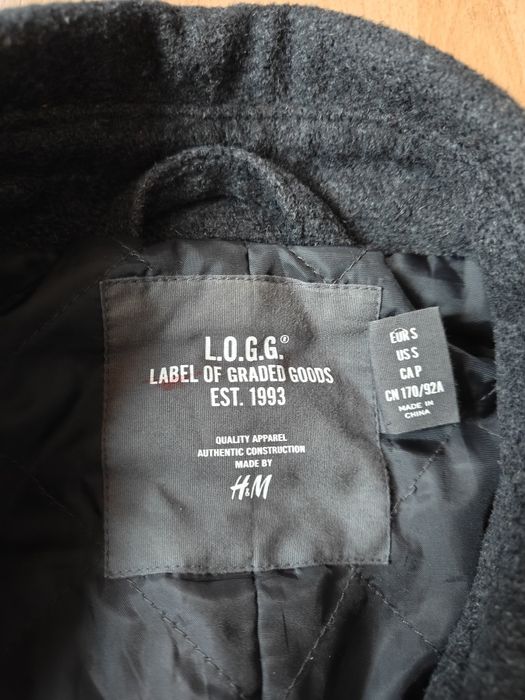 L.O.G.G.®
LABEL OF GRADED GOODS
EST. 1993
QUALITY APPAREL
AUTHENTIC CONSTRUCTION
MADE BY
H&M
EUR S
US S
CA P
CN 170/92A
MADE IN
CHINA